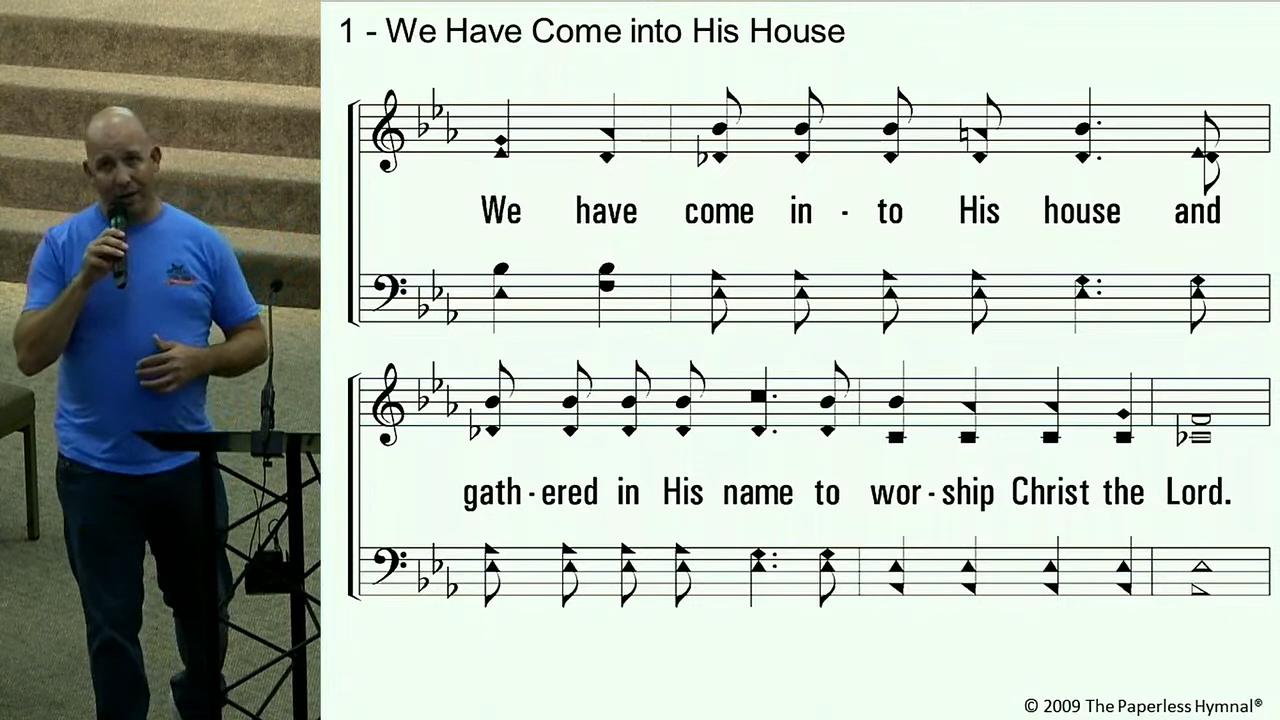 1 - We Have Come into His House
We have come in - to His house and
gath - ered in His name to wor - ship Christ the Lord.
© 2009 The Paperless Hymnal®